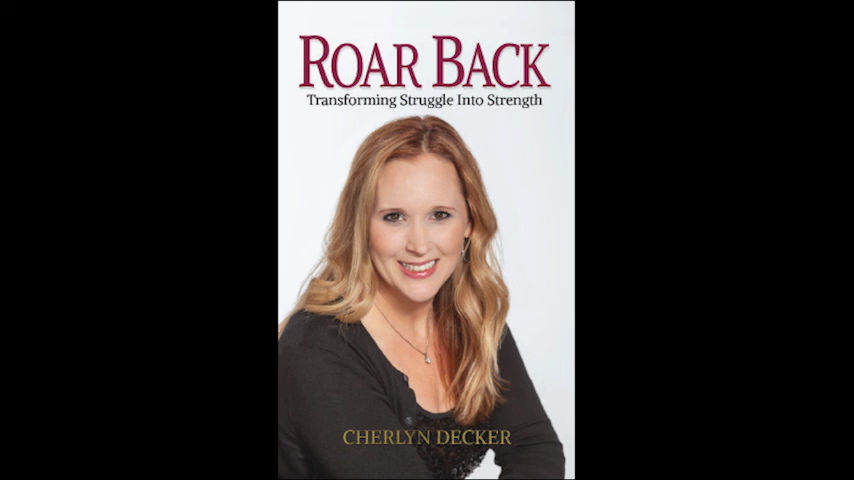 ROAR BACK
Transforming Struggle Into Strength
CHERLYN DECKER